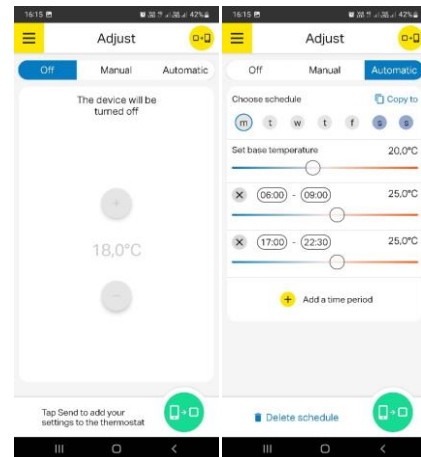 16:15
42%
Adjust
Off Manual Automatic
The device will be
turned off
+
18,0°C
−
Tap Send to add your
settings to the thermostat
16:15
42%
Adjust
Off Manual Automatic
Choose schedule Copy to
m t w t f s s
Set base temperature 20,0°C
06:00 - 09:00 25,0°C
17:00 - 22:30 25,0°C
+ Add a time period
Delete schedule